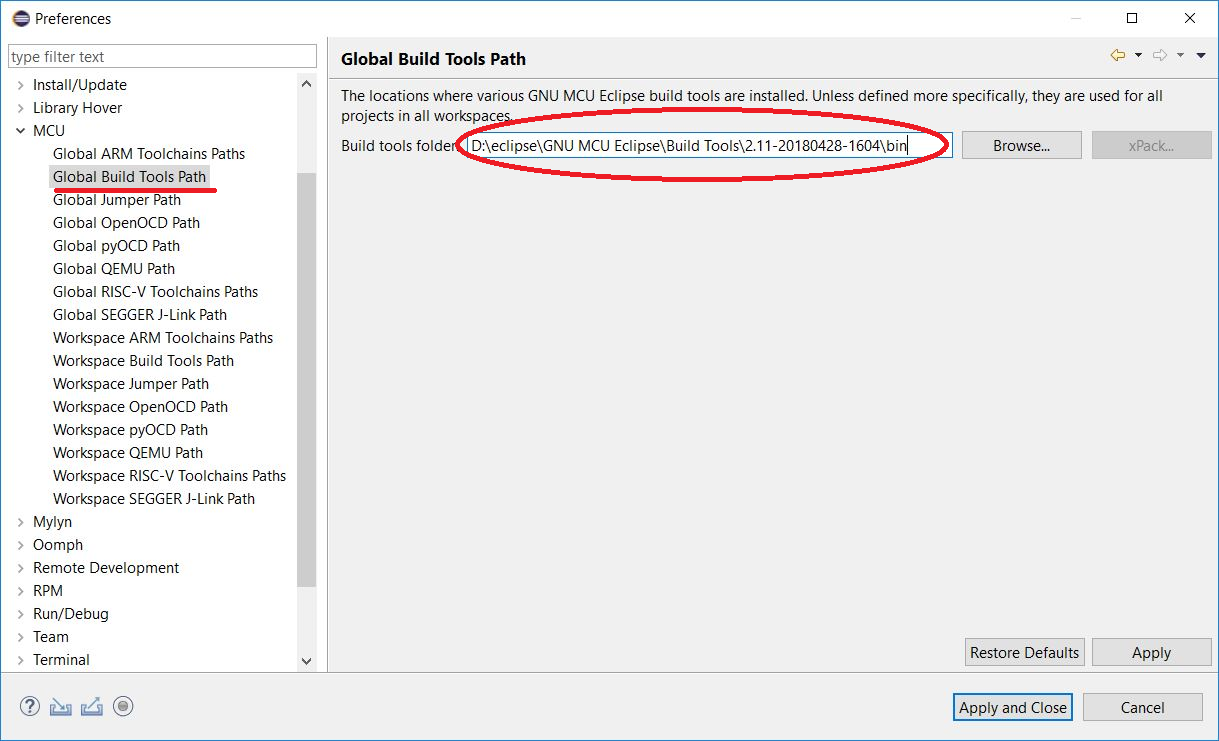 Preferences
type filter text
Install/Update
Library Hover
MCU
Global ARM Toolchains Paths
Global Build Tools Path
Global Jumper Path
Global OpenOCD Path
Global pyOCD Path
Global QEMU Path
Global RISC-V Toolchains Paths
Global SEGGER J-Link Path
Workspace ARM Toolchains Paths
Workspace Build Tools Path
Workspace Jumper Path
Workspace OpenOCD Path
Workspace pyOCD Path
Workspace QEMU Path
Workspace RISC-V Toolchains Paths
Workspace SEGGER J-Link Path
Mylyn
Oomph
Remote Development
RPM
Run/Debug
Team
Terminal
Global Build Tools Path
The locations where various GNU MCU Eclipse build tools are installed. Unless defined more specifically, they are used for all
projects in all workspaces.
Build tools folder: D:\eclipse\GNU MCU Eclipse\Build Tools\2.11-20180428-1604\bin Browse... xPack...
Restore Defaults Apply
? Apply and Close Cancel